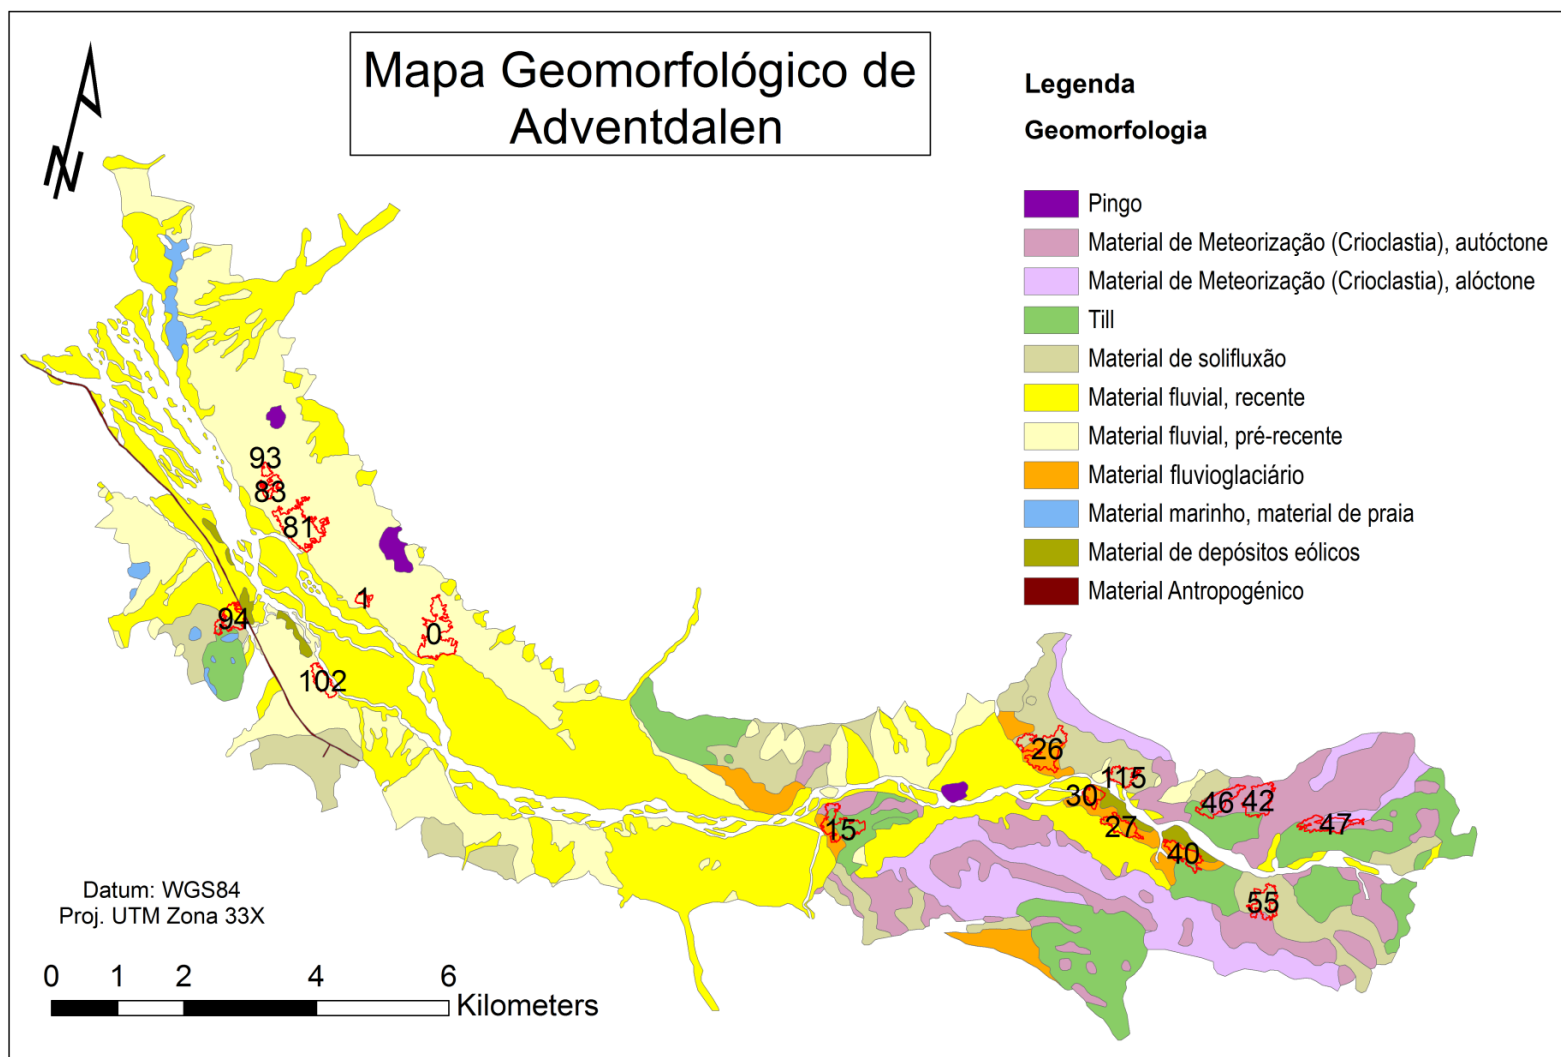 Mapa Geomorfológico de
Adventdalen
N
Legenda
Geomorfologia
Pingo
Material de Meteorização (Crioclastia), autóctone
Material de Meteorização (Crioclastia), alóctone
Till
Material de solifluxão
Material fluvial, recente
Material fluvial, pré-recente
Material fluvioglaciário
Material marinho, material de praia
Material de depósitos eólicos
Material Antropogénico
93
83
81
1
0
94
102
26
115
30
46
42
47
15
27
40
55
Datum: WGS84
Proj. UTM Zona 33X
0 1 2 4 6
Kilometers